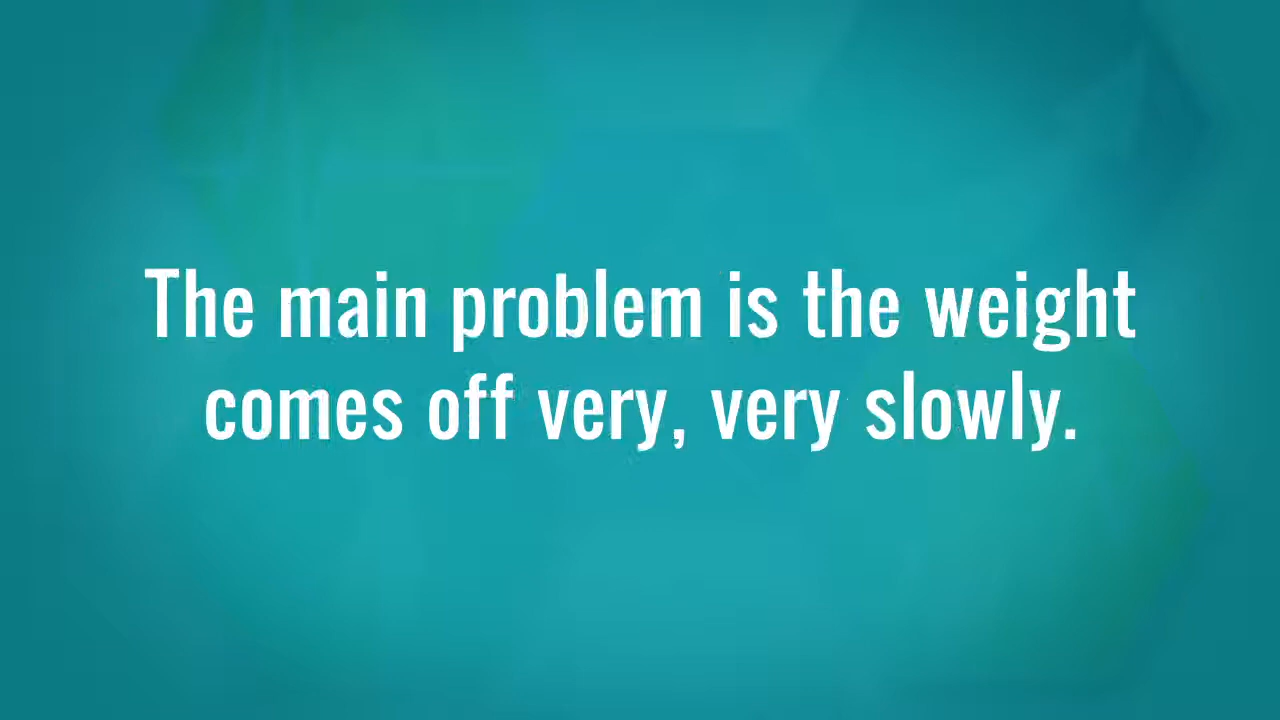 The main problem is the weight
comes off very, very slowly.